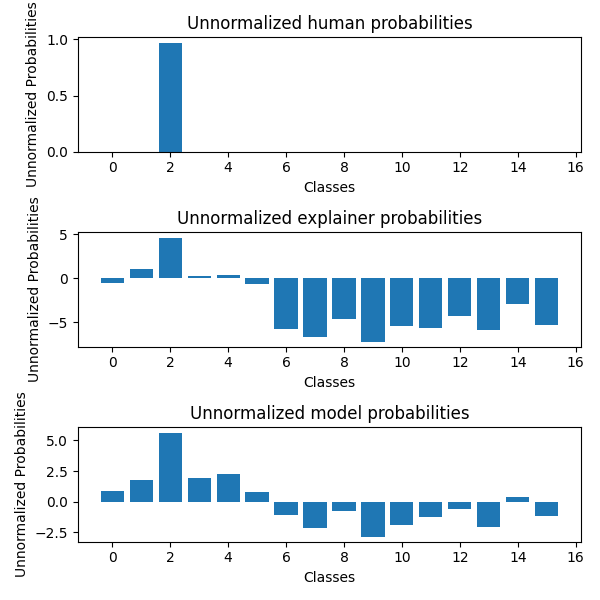 Unnormalized human probabilities
Unnormalized Probabilities
1.0
0.5
0.0
0 2 4 6 8 10 12 14 16
Classes
Unnormalized explainer probabilities
Unnormalized Probabilities
5
0
−5
0 2 4 6 8 10 12 14 16
Classes
Unnormalized model probabilities
Unnormalized Probabilities
5.0
2.5
0.0
−2.5
0 2 4 6 8 10 12 14 16
Classes